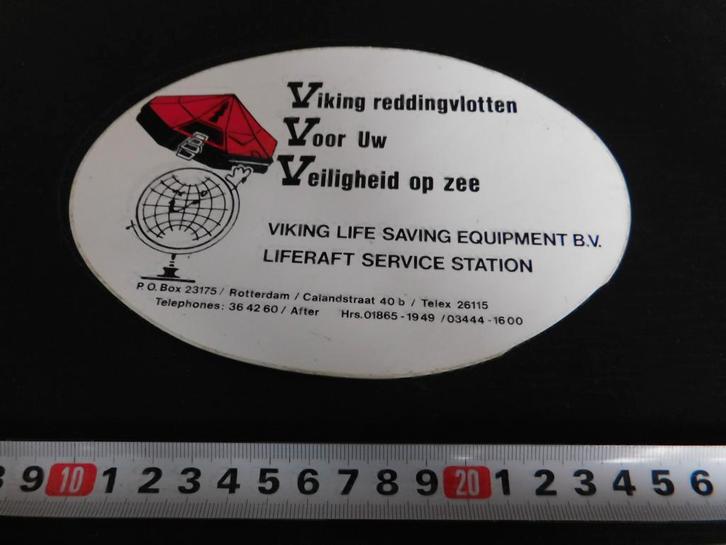 Viking reddingvlotten
Voor Uw
Veiligheid op zee
VIKING LIFE SAVING EQUIPMENT B.V.
LIFERAFT SERVICE STATION
P.O. Box 23175 / Rotterdam / Calandstraat 40 b / Telex 26115
Telephones: 36 42 60 / After Hrs. 01865-1949 / 03444-1600
9 10 1 2 3 4 5 6 7 8 9 20 1 2 3 4 5 6